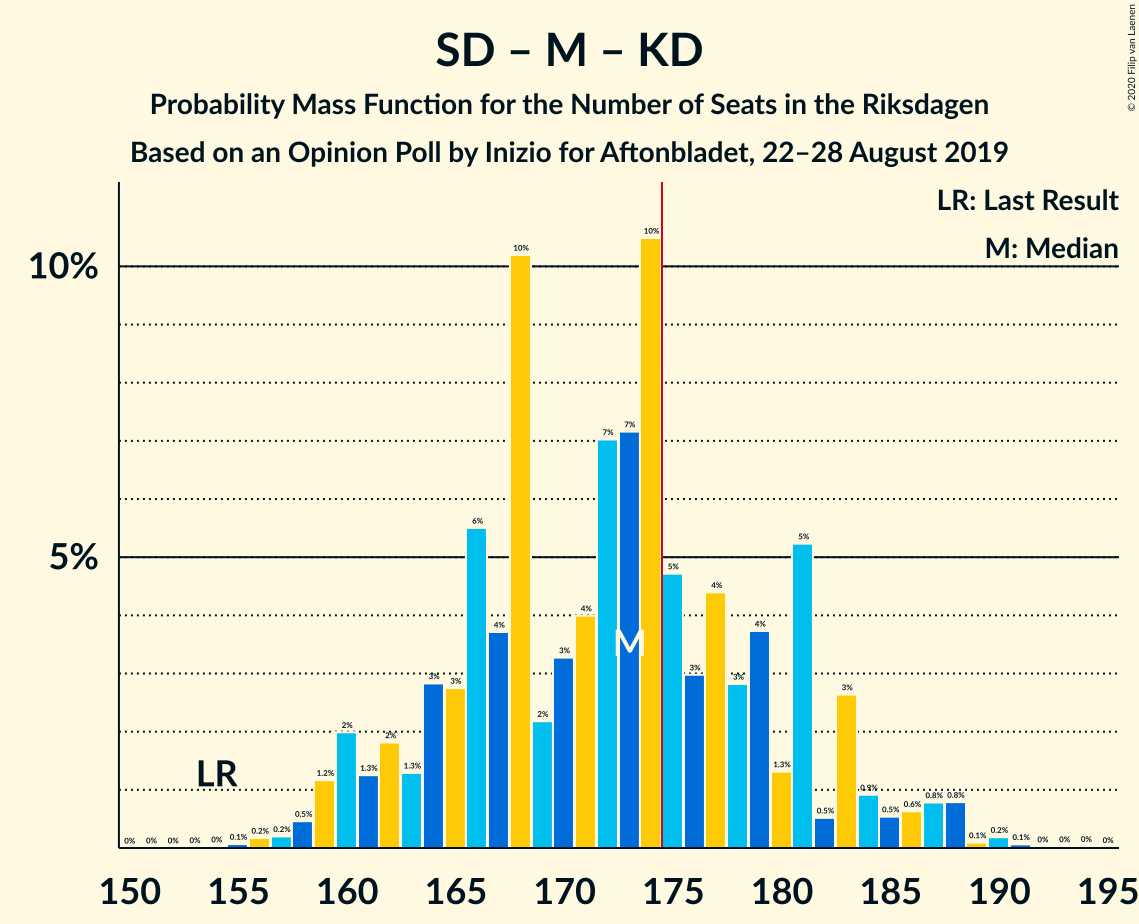 SD – M – KD
Probability Mass Function for the Number of Seats in the Riksdagen
Based on an Opinion Poll by Inizio for Aftonbladet, 22–28 August 2019
© 2020 Filip van Laenen
LR: Last Result
M: Median
10%
5%
LR
M
0% 0% 0% 0% 0% 0.1% 0.2% 0.2% 0.5% 1.2% 2% 1.3% 2% 1.3% 3% 3% 6% 4% 10% 2% 3% 4% 7% 7% 10% 5% 3% 4% 3% 4% 1.3% 5% 0.5% 3% 0.9% 0.5% 0.6% 0.8% 0.8% 0.1% 0.2% 0.1% 0% 0% 0% 0%
150 155 160 165 170 175 180 185 190 195